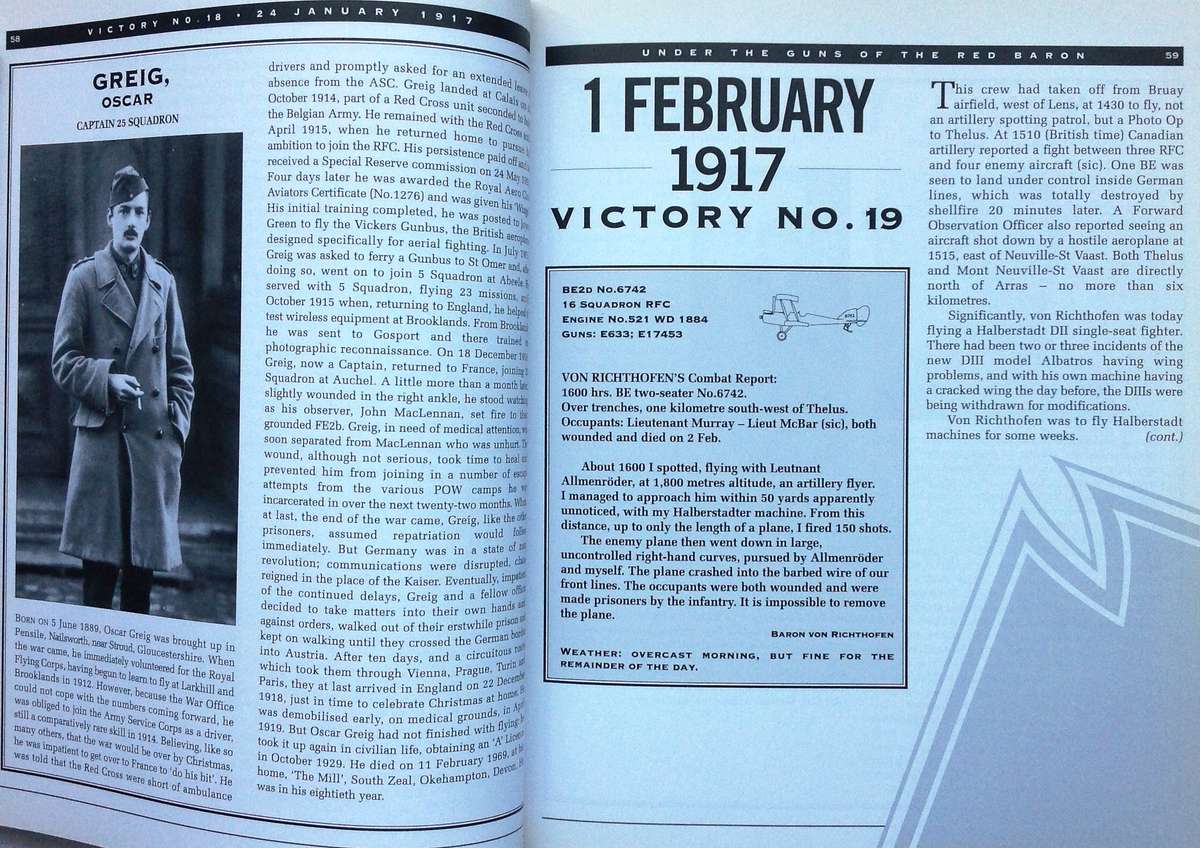 58
VICTORY NO.18 • 24 JANUARY 1917
GREIG,
OSCAR
CAPTAIN 25 SQUADRON
BORN ON 5 June 1889, Oscar Greig was brought up in
Pensile, Nailsworth, near Stroud, Gloucestershire. When
the war came, he immediately volunteered for the Royal
Flying Corps, having begun to learn to fly at Larkhill and
Brooklands in 1912. However, because the War Office
could not cope with the numbers coming forward, he
was obliged to join the Army Service Corps as a driver,
still a comparatively rare skill in 1914. Believing, like so
many others, that the war would be over by Christmas,
he was impatient to get over to France to 'do his bit'. He
was told that the Red Cross were short of ambulance
drivers and promptly asked for an extended leave
absence from the ASC. Greig landed at Calais
October 1914, part of a Red Cross unit seconded to
the Belgian Army. He remained with the Red Cross
April 1915, when he returned home to pursue
ambition to join the RFC. His persistence paid off
received a Special Reserve commission on 24 May
Four days later he was awarded the Royal Aero
Aviators Certificate (No.1276) and was given his
His initial training completed, he was posted to
Green to fly the Vickers Gunbus, the British
designed specifically for aerial fighting. In July
Greig was asked to ferry a Gunbus to St Omer and,
doing so, went on to join 5 Squadron at Abeele.
served with 5 Squadron, flying 23 missions,
October 1915 when, returning to England, he helped
test wireless equipment at Brooklands. From
he was sent to Gosport and there trained
photographic reconnaissance. On 18 December
Greig, now a Captain, returned to France, joining
Squadron at Auchel. A little more than a month
slightly wounded in the right ankle, he stood watching
as his observer, John MacLennan, set fire to
grounded FE2b. Greig, in need of medical attention,
soon separated from MacLennan who was unhurt.
wound, although not serious, took time to heal
prevented him from joining in a number of
attempts from the various POW camps he
incarcerated in over the next twenty-two months.
at last, the end of the war came, Greig, like the
prisoners, assumed repatriation would
immediately. But Germany was in a state of
revolution; communications were disrupted,
reigned in the place of the Kaiser. Eventually,
of the continued delays, Greig and a fellow
decided to take matters into their own hands
against orders, walked out of their erstwhile prison
kept on walking until they crossed the German
into Austria. After ten days, and a circuitous
which took them through Vienna, Prague, Turin
Paris, they at last arrived in England on 22
1918, just in time to celebrate Christmas at home.
was demobilised early, on medical grounds, in
1919. But Oscar Greig had not finished with flying;
took it up again in civilian life, obtaining an 'A'
in October 1929. He died on 11 February 1969, at
home, 'The Mill', South Zeal, Okehampton, Devon.
was in his eightieth year.
UNDER THE GUNS OF THE RED BARON
59
1 FEBRUARY
1917
VICTORY NO. 19
BE2D NO.6742
16 SQUADRON RFC
ENGINE NO.521 WD 1884
GUNS: E633; E17453
VON RICHTHOFEN'S Combat Report:
1600 hrs. BE two-seater No.6742.
Over trenches, one kilometre south-west of Thelus.
Occupants: Lieutenant Murray – Lieut McBar (sic), both
wounded and died on 2 Feb.
About 1600 I spotted, flying with Leutnant
Allmenröder, at 1,800 metres altitude, an artillery flyer.
I managed to approach him within 50 yards apparently
unnoticed, with my Halberstadter machine. From this
distance, up to only the length of a plane, I fired 150 shots.
The enemy plane then went down in large,
uncontrolled right-hand curves, pursued by Allmenröder
and myself. The plane crashed into the barbed wire of our
front lines. The occupants were both wounded and were
made prisoners by the infantry. It is impossible to remove
the plane.
BARON VON RICHTHOFEN
WEATHER: OVERCAST MORNING, BUT FINE FOR THE
REMAINDER OF THE DAY.
This crew had taken off from Bruay
airfield, west of Lens, at 1430 to fly, not
an artillery spotting patrol, but a Photo Op
to Thelus. At 1510 (British time) Canadian
artillery reported a fight between three RFC
and four enemy aircraft (sic). One BE was
seen to land under control inside German
lines, which was totally destroyed by
shellfire 20 minutes later. A Forward
Observation Officer also reported seeing an
aircraft shot down by a hostile aeroplane at
1515, east of Neuville-St Vaast. Both Thelus
and Mont Neuville-St Vaast are directly
north of Arras – no more than six
kilometres.
Significantly, von Richthofen was today
flying a Halberstadt DII single-seat fighter.
There had been two or three incidents of the
new DIII model Albatros having wing
problems, and with his own machine having
a cracked wing the day before, the DIIIs were
being withdrawn for modifications.
Von Richthofen was to fly Halberstadt
machines for some weeks. (cont.)